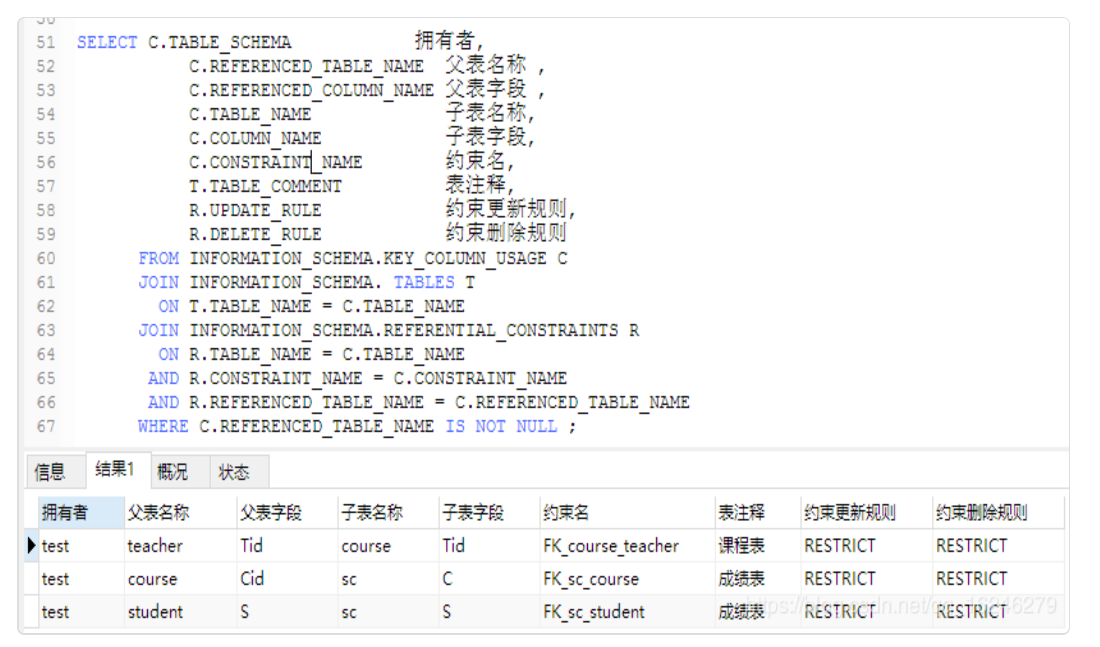 50
51 SELECT C.TABLE_SCHEMA 拥有者,
52 C.REFERENCED_TABLE_NAME 父表名称 ,
53 C.REFERENCED_COLUMN_NAME 父表字段 ,
54 C.TABLE_NAME 子表名称,
55 C.COLUMN_NAME 子表字段,
56 C.CONSTRAINT_NAME 约束名,
57 T.TABLE_COMMENT 表注释,
58 R.UPDATE_RULE 约束更新规则,
59 R.DELETE_RULE 约束删除规则
60 FROM INFORMATION_SCHEMA.KEY_COLUMN_USAGE C
61 JOIN INFORMATION_SCHEMA. TABLES T
62 ON T.TABLE_NAME = C.TABLE_NAME
63 JOIN INFORMATION_SCHEMA.REFERENTIAL_CONSTRAINTS R
64 ON R.TABLE_NAME = C.TABLE_NAME
65 AND R.CONSTRAINT_NAME = C.CONSTRAINT_NAME
66 AND R.REFERENCED_TABLE_NAME = C.REFERENCED_TABLE_NAME
67 WHERE C.REFERENCED_TABLE_NAME IS NOT NULL ;
信息 结果1 概况 状态
拥有者 父表名称 父表字段 子表名称 子表字段 约束名 表注释 约束更新规则 约束删除规则
test teacher Tid course Tid FK_course_teacher 课程表 RESTRICT RESTRICT
test course Cid sc C FK_sc_course 成绩表 RESTRICT RESTRICT
test student S sc S FK_sc_student 成绩表 RESTRICT RESTRICT